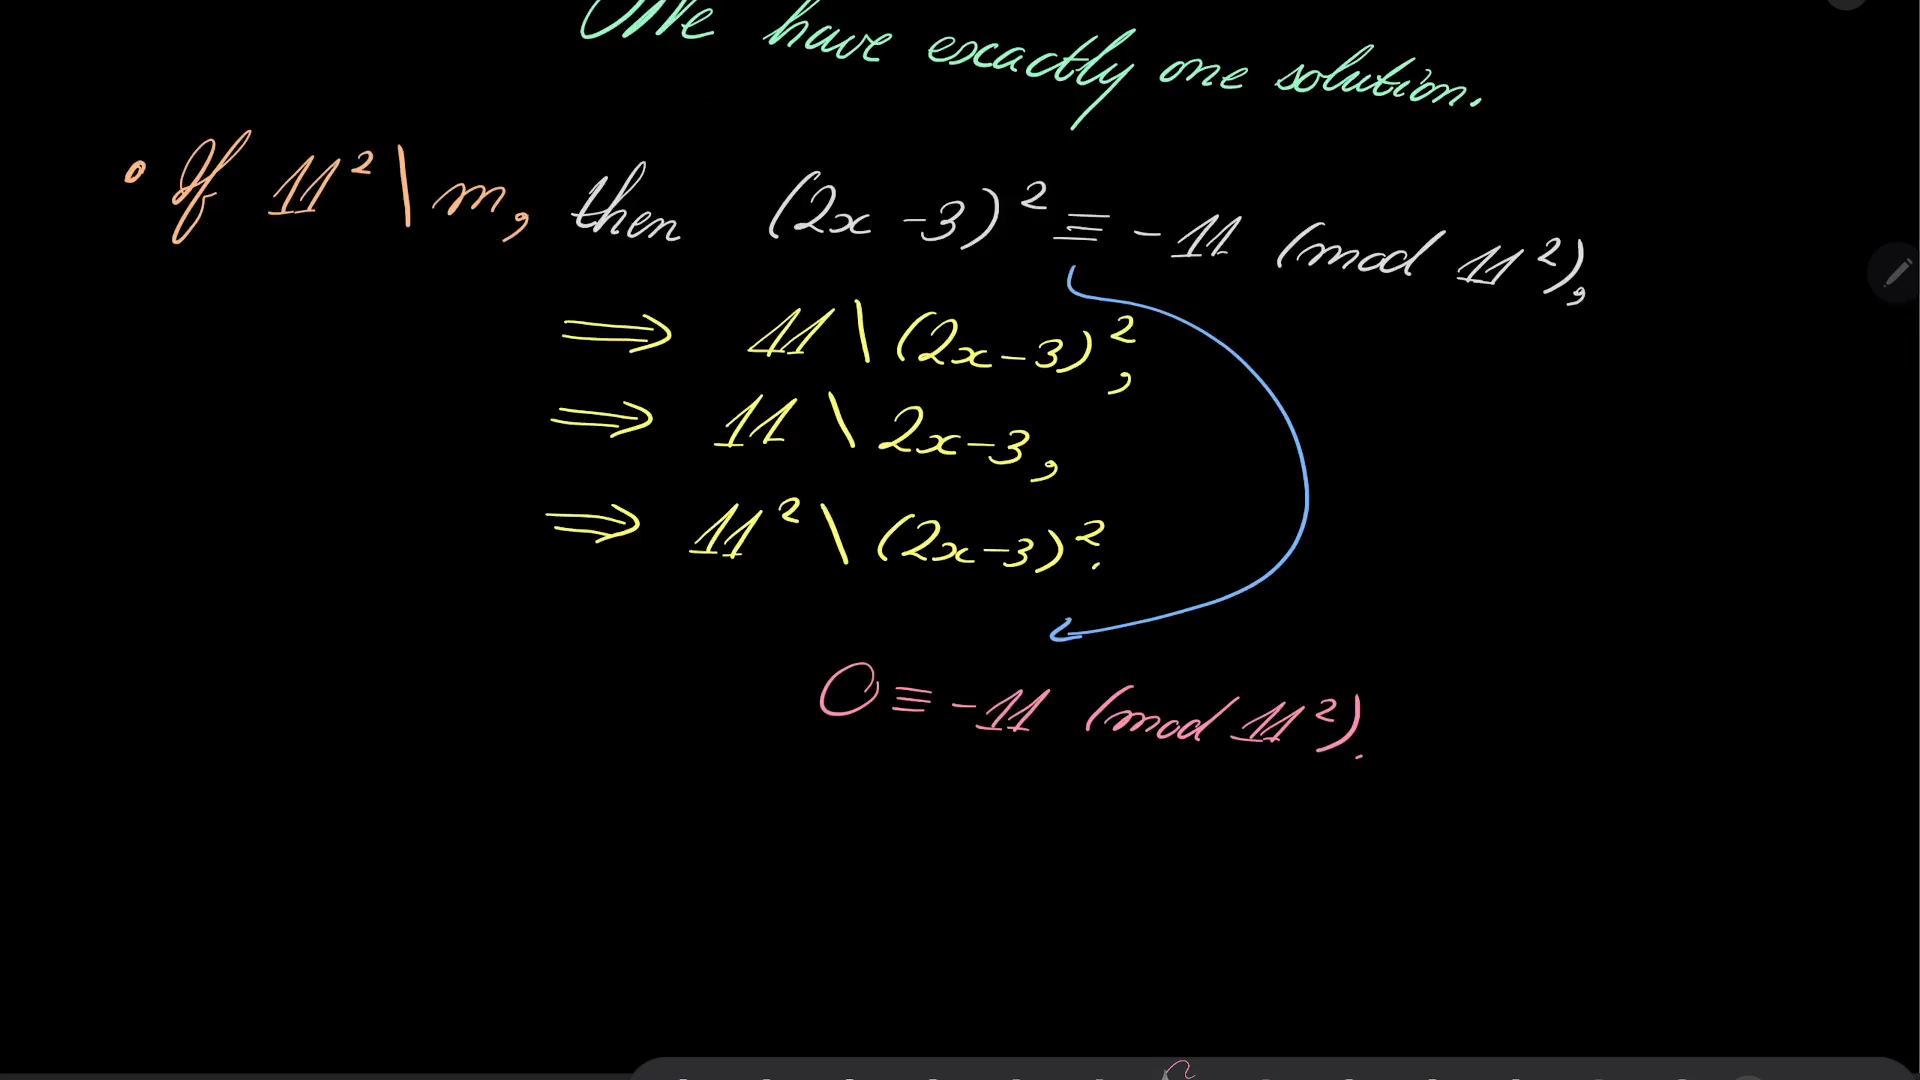 We have exactly one solution.
• If 11² \ m, then (2x - 3)² ≡ -11 (mod 11²),
⟹ 11 \ (2x-3)²,
⟹ 11 \ 2x-3,
⟹ 11² \ (2x-3)².
0 ≡ -11 (mod 11²).